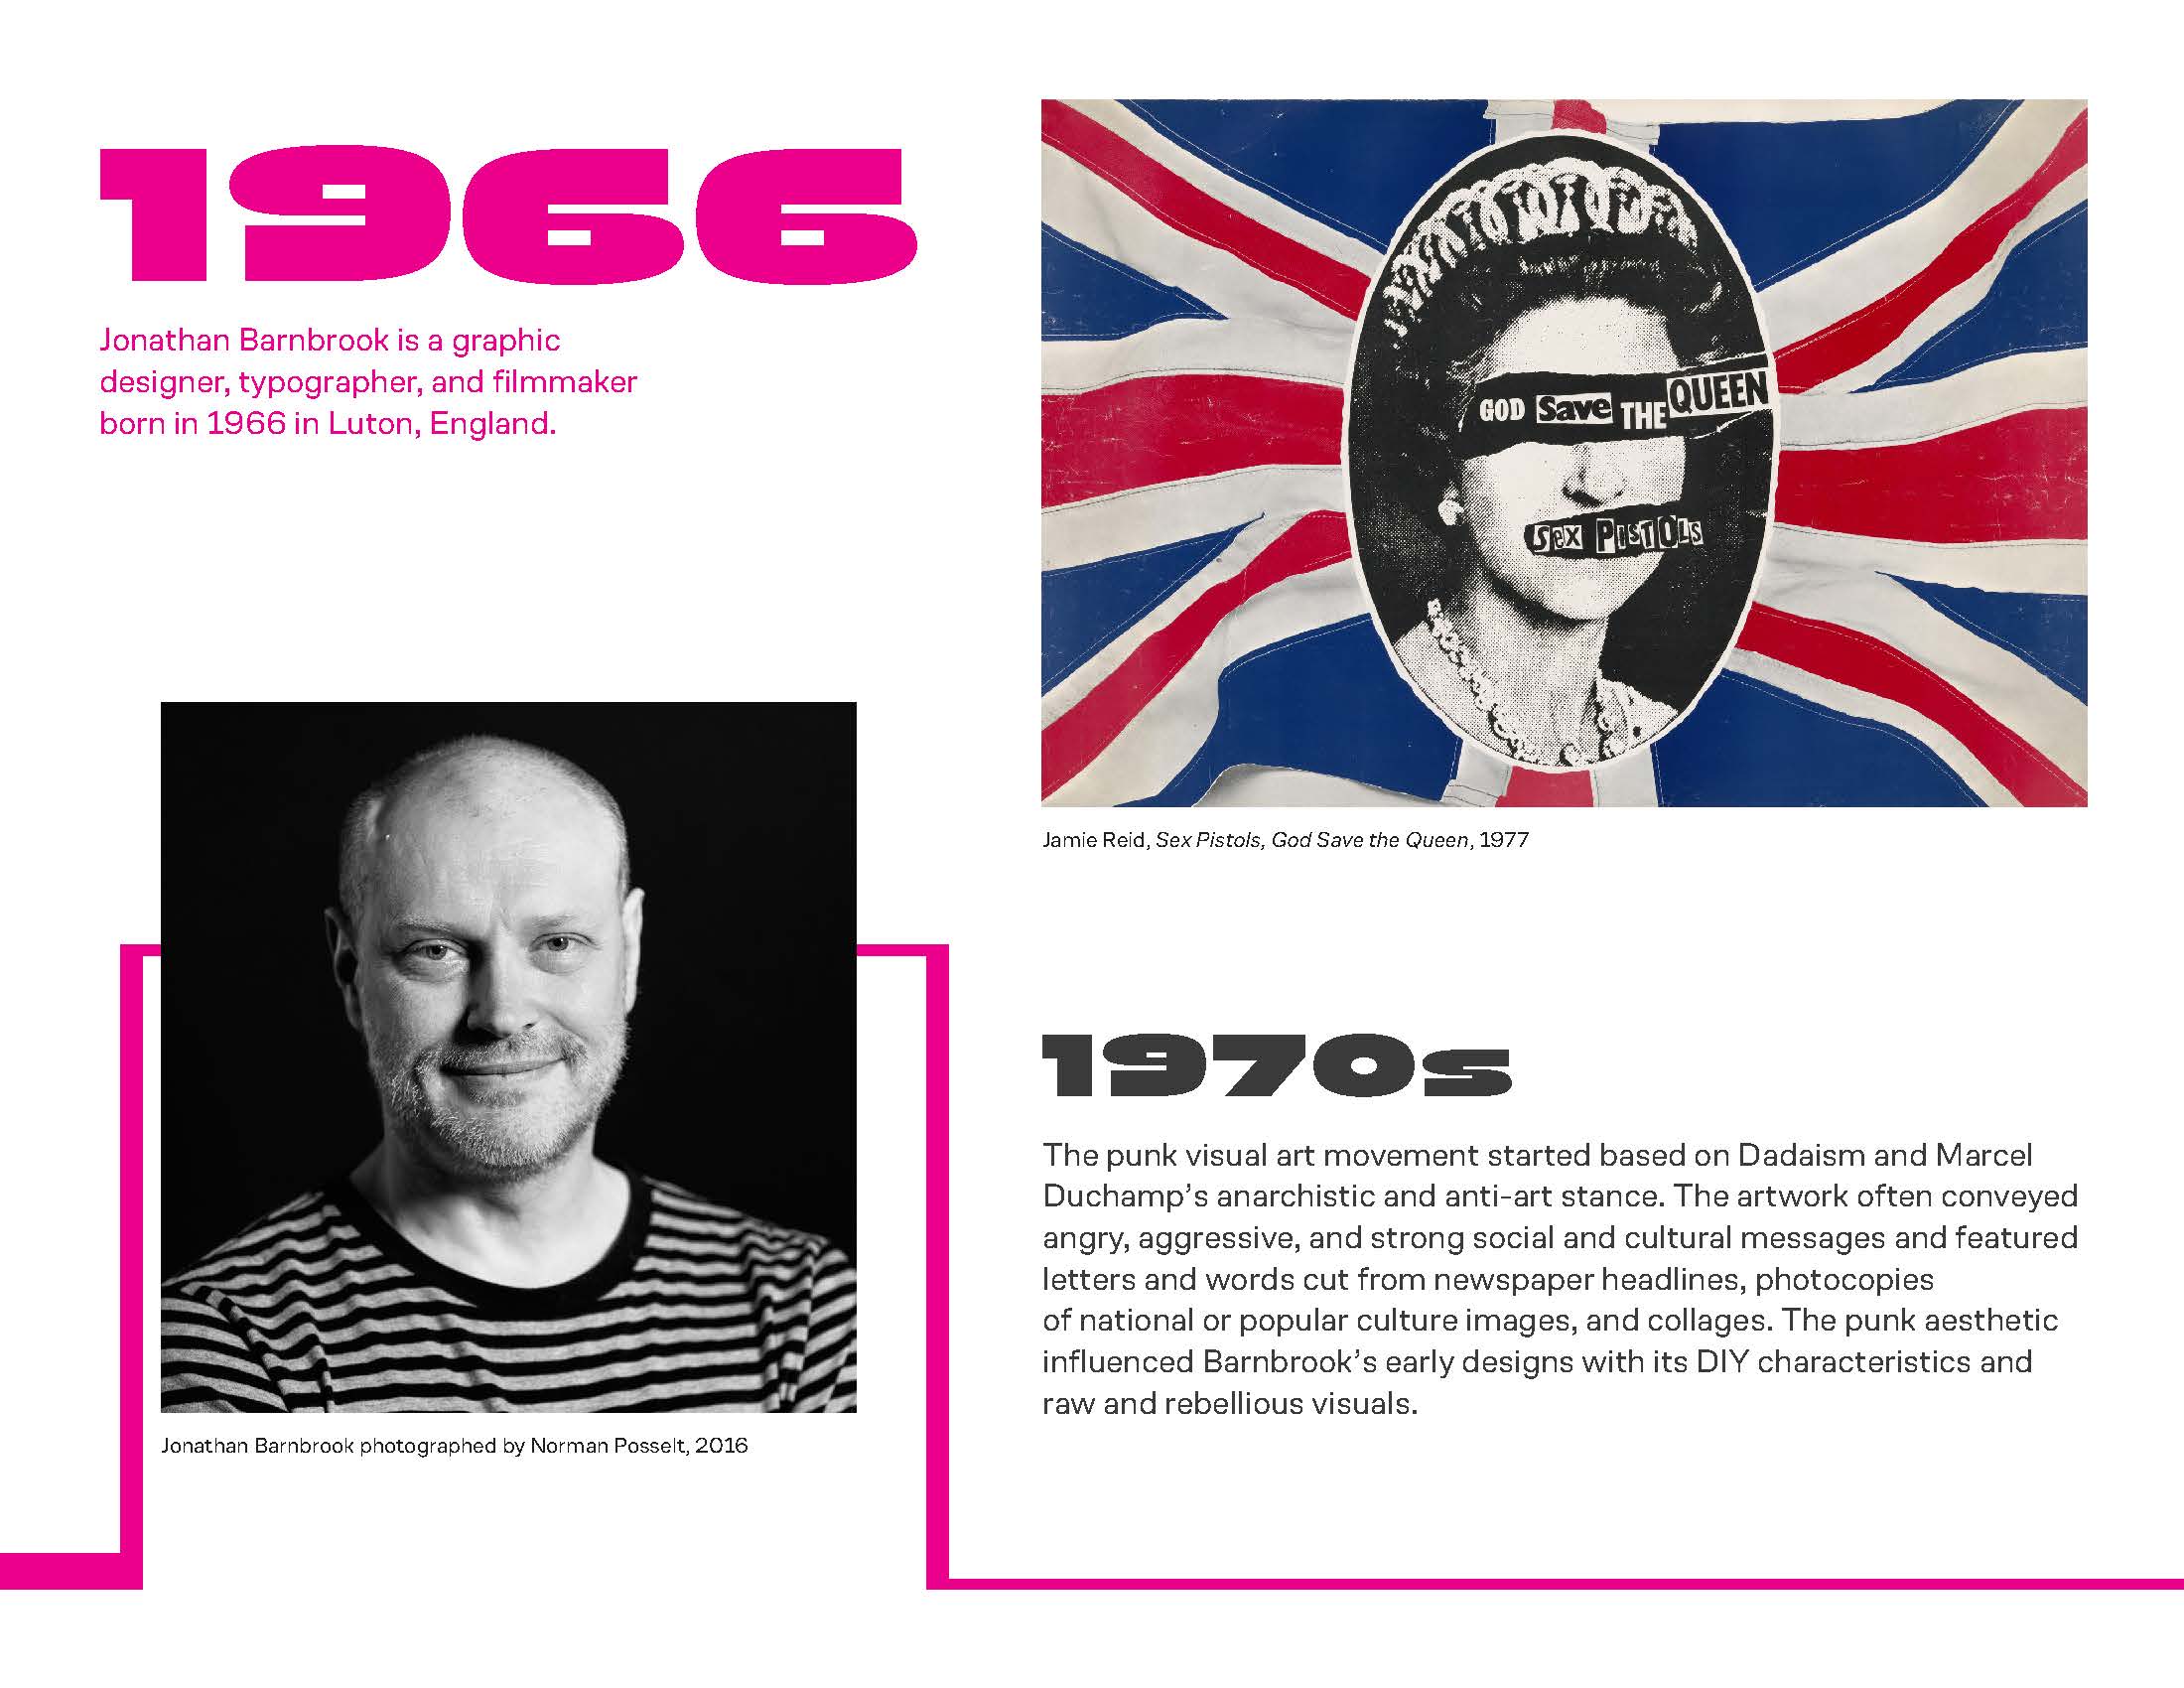 1966
Jonathan Barnbrook is a graphic
designer, typographer, and filmmaker
born in 1966 in Luton, England.
Jonathan Barnbrook photographed by Norman Posselt, 2016
GOD Save THE QUEEN
SEX PISTOLS
Jamie Reid, Sex Pistols, God Save the Queen, 1977
1970s
The punk visual art movement started based on Dadaism and Marcel
Duchamp’s anarchistic and anti-art stance. The artwork often conveyed
angry, aggressive, and strong social and cultural messages and featured
letters and words cut from newspaper headlines, photocopies
of national or popular culture images, and collages. The punk aesthetic
influenced Barnbrook’s early designs with its DIY characteristics and
raw and rebellious visuals.